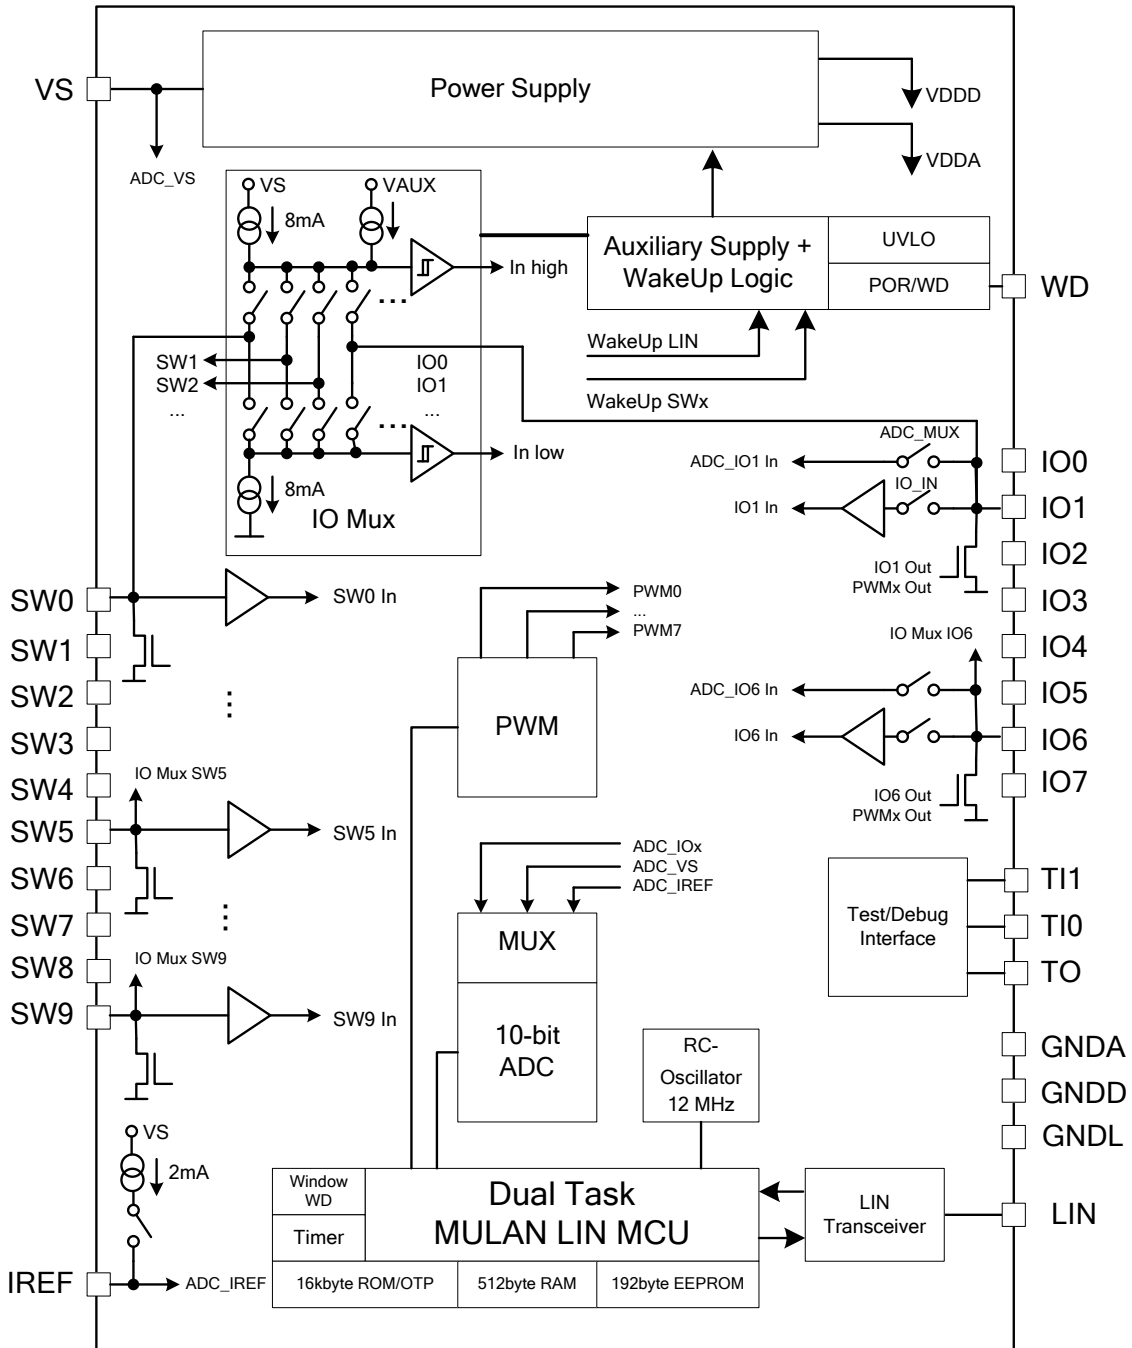 VS
Power Supply
VDDD
VDDA
ADC_VS
VS
VAUX
8mA
In high
Auxiliary Supply +
WakeUp Logic
UVLO
POR/WD
WD
...
SW1
SW2
...
IO0
IO1
...
WakeUp LIN
WakeUp SWx
...
In low
8mA
IO Mux
ADC_MUX
ADC_IO1 In
IO_IN
IO1 In
IO1 Out
PWMx Out
IO0
IO1
IO2
IO3
IO4
IO5
IO6
IO7
SW0
SW1
SW2
SW3
SW4
SW5
SW6
SW7
SW8
SW9
SW0 In
PWM0
...
PWM7
PWM
IO Mux IO6
ADC_IO6 In
IO6 In
IO6 Out
PWMx Out
IO Mux SW5
SW5 In
IO Mux SW9
SW9 In
ADC_IOx
ADC_VS
ADC_IREF
MUX
10-bit
ADC
Test/Debug
Interface
TI1
TI0
TO
RC-
Oscillator
12 MHz
GNDA
GNDD
GNDL
VS
2mA
IREF
ADC_IREF
Window
WD
Timer
Dual Task
MULAN LIN MCU
16kbyte ROM/OTP
512byte RAM
192byte EEPROM
LIN
Transceiver
LIN